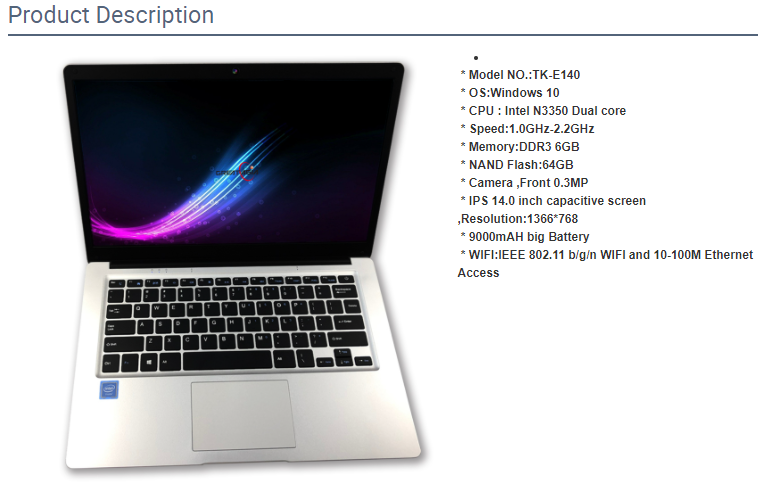 Product Description
* Model NO.:TK-E140
* OS:Windows 10
* CPU : Intel N3350 Dual core
* Speed:1.0GHz-2.2GHz
* Memory:DDR3 6GB
* NAND Flash:64GB
* Camera ,Front 0.3MP
* IPS 14.0 inch capacitive screen
,Resolution:1366*768
* 9000mAH big Battery
* WIFI:IEEE 802.11 b/g/n WIFI and 10-100M Ethernet
Access